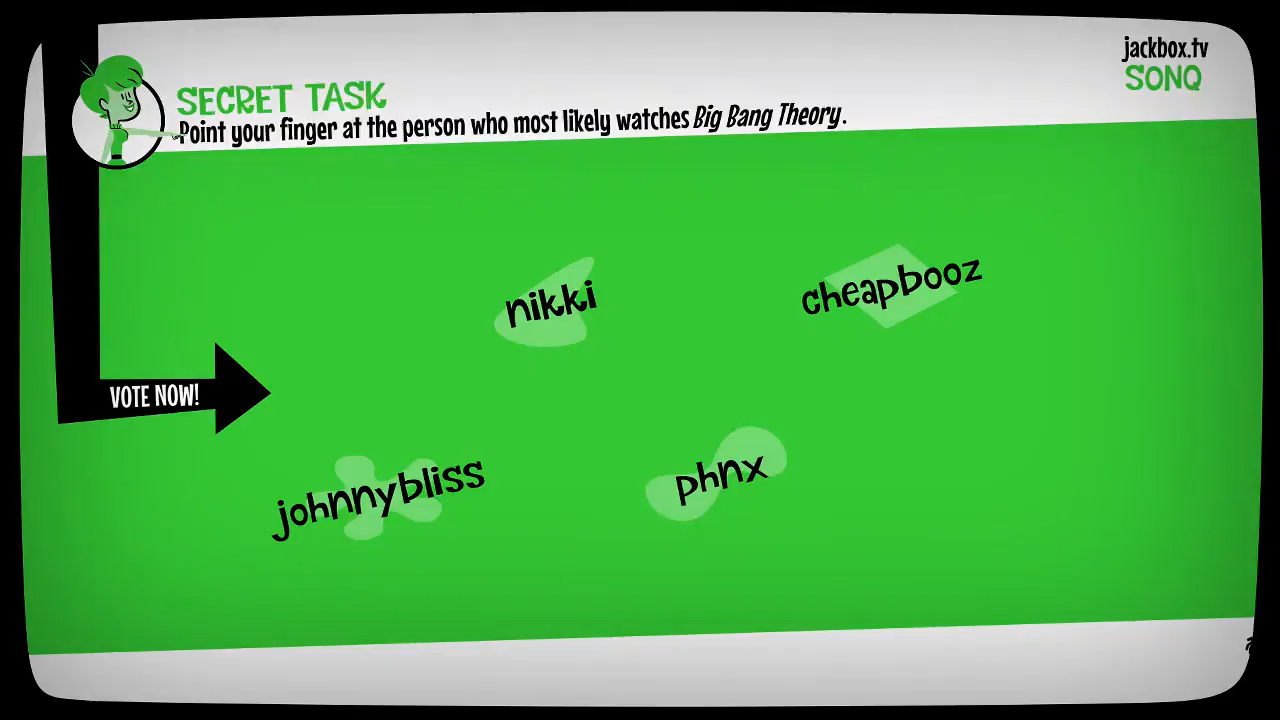 jackbox.tv
SONQ
SECRET TASK
Point your finger at the person who most likely watches Big Bang Theory.
nikki
cheapbooz
VOTE NOW!
johnnybliss
phnx